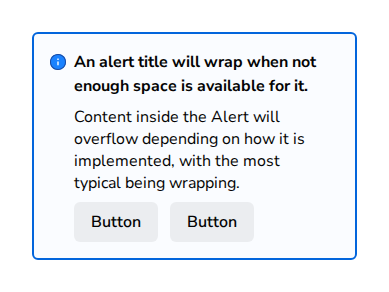 An alert title will wrap when not
enough space is available for it.
Content inside the Alert will
overflow depending on how it is
implemented, with the most
typical being wrapping.
Button Button